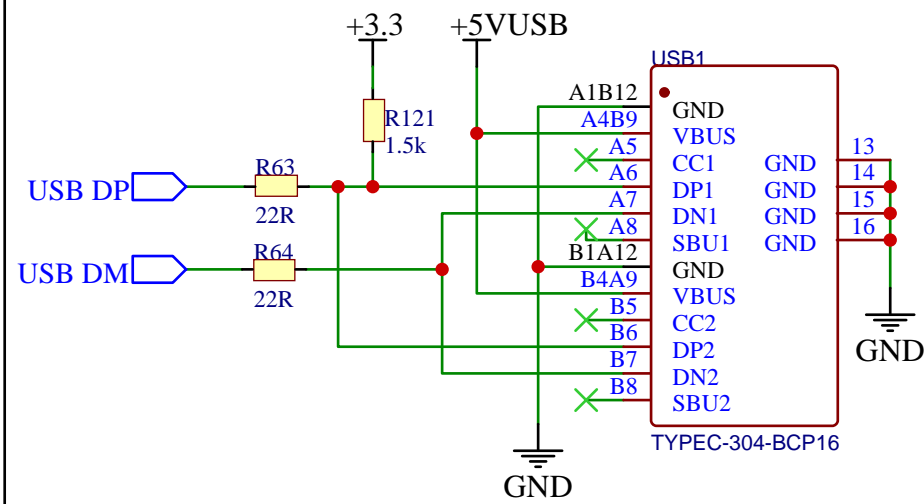 +3.3
+5VUSB
USB1
R121
1.5k
A1B12
GND
A4B9
VBUS
A5
CC1
GND
13
A6
DP1
GND
14
A7
DN1
GND
15
A8
SBU1
GND
16
B1A12
GND
B4A9
VBUS
B5
CC2
B6
DP2
B7
DN2
B8
SBU2
USB DP
R63
22R
USB DM
R64
22R
GND
GND
TYPEC-304-BCP16